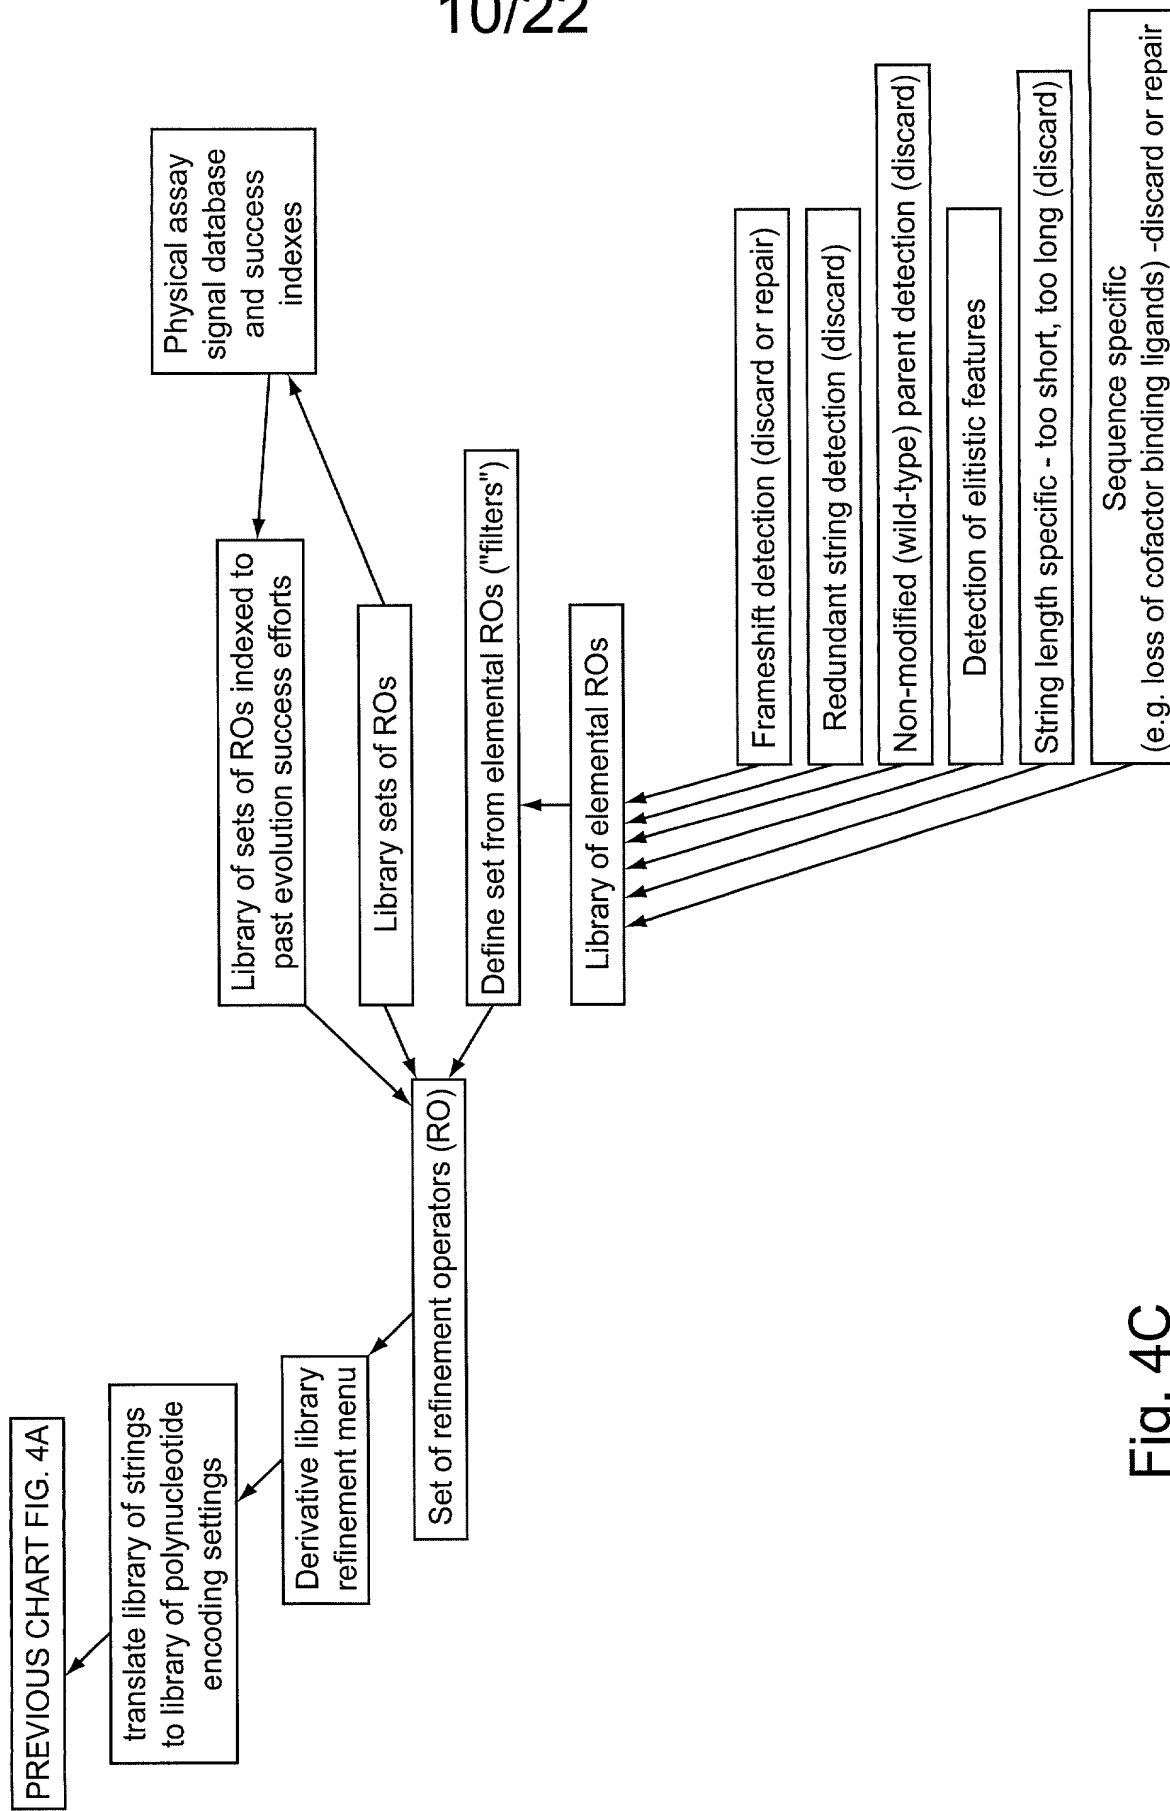 10/22
PREVIOUS CHART FIG. 4A
translate library of strings
to library of polynucleotide
encoding settings
Derivative library
refinement menu
Set of refinement operators (RO)
Library of sets of ROs indexed to
past evolution success efforts
Physical assay
signal database
and success
indexes
Library sets of ROs
Define set from elemental ROs ("filters")
Library of elemental ROs
Frameshift detection (discard or repair)
Redundant string detection (discard)
Non-modified (wild-type) parent detection (discard)
Detection of elitistic features
String length specific - too short, too long (discard)
Sequence specific
(e.g. loss of cofactor binding ligands) -discard or repair
Fig. 4C